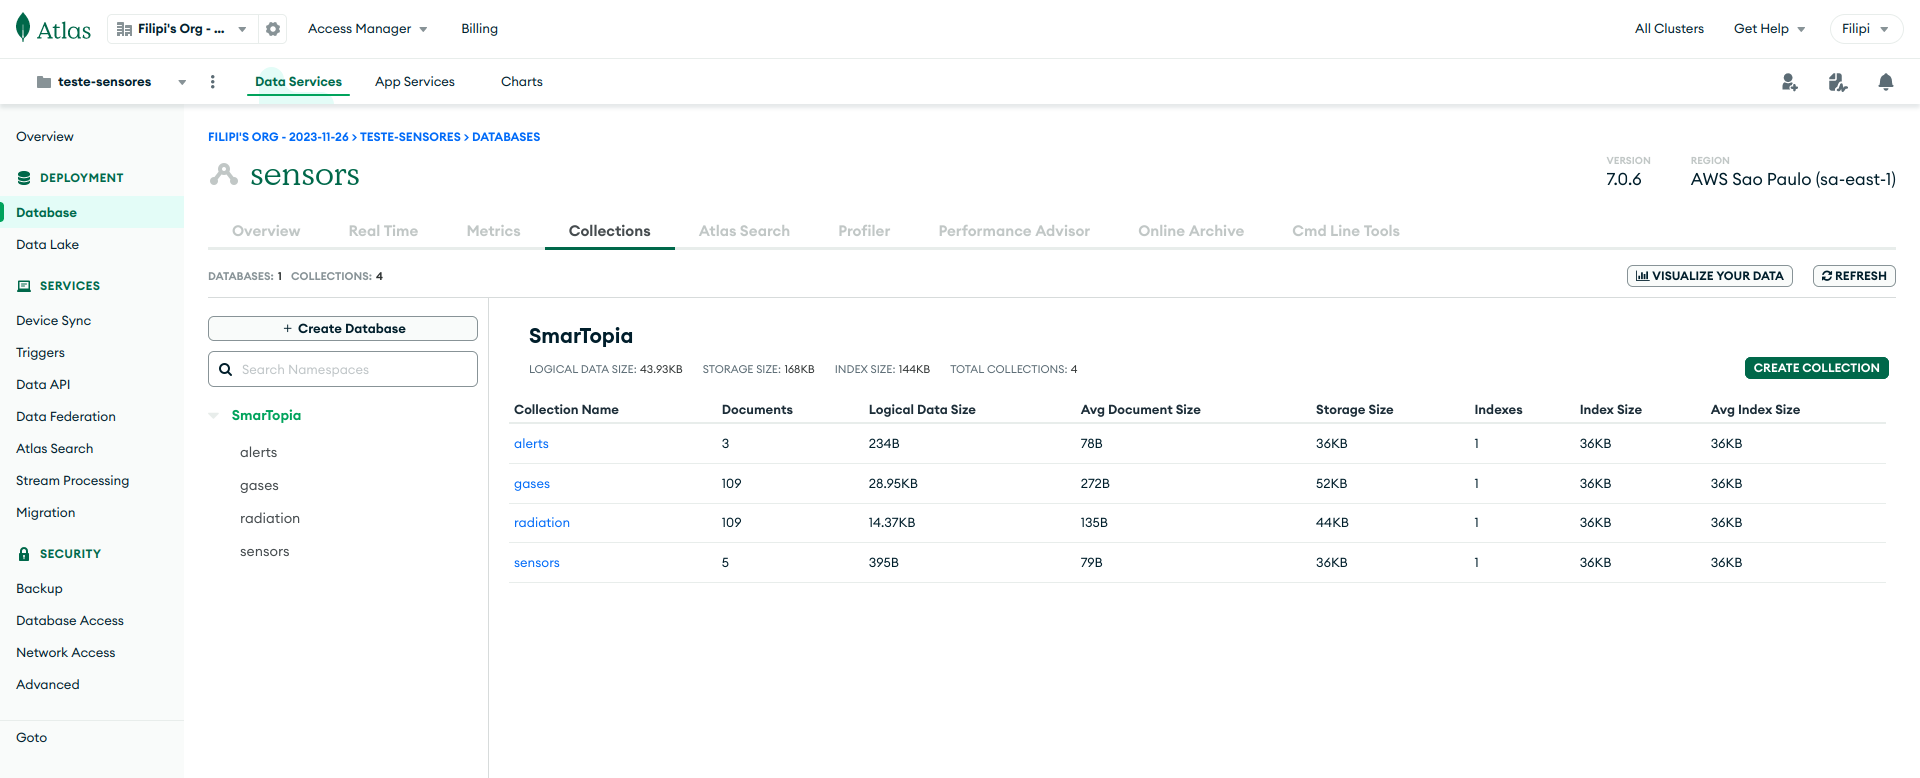 Atlas
Filipi's Org - ...
Access Manager
Billing
All Clusters
Get Help
Filipi
teste-sensores
Data Services
App Services
Charts
Overview
DEPLOYMENT
Database
Data Lake
SERVICES
Device Sync
Triggers
Data API
Data Federation
Atlas Search
Stream Processing
Migration
SECURITY
Backup
Database Access
Network Access
Advanced
Goto
FILIPI'S ORG - 2023-11-26 > TESTE-SENSORES > DATABASES
sensors
VERSION
7.0.6
REGION
AWS Sao Paulo (sa-east-1)
Overview Real Time Metrics Collections Atlas Search Profiler Performance Advisor Online Archive Cmd Line Tools
DATABASES: 1 COLLECTIONS: 4
VISUALIZE YOUR DATA
REFRESH
+ Create Database
Search Namespaces
SmarTopia
alerts
gases
radiation
sensors
SmarTopia
LOGICAL DATA SIZE: 43.93KB STORAGE SIZE: 168KB INDEX SIZE: 144KB TOTAL COLLECTIONS: 4
CREATE COLLECTION
Collection Name Documents Logical Data Size Avg Document Size Storage Size Indexes Index Size Avg Index Size
alerts 3 234B 78B 36KB 1 36KB 36KB
gases 109 28.95KB 272B 52KB 1 36KB 36KB
radiation 109 14.37KB 135B 44KB 1 36KB 36KB
sensors 5 395B 79B 36KB 1 36KB 36KB